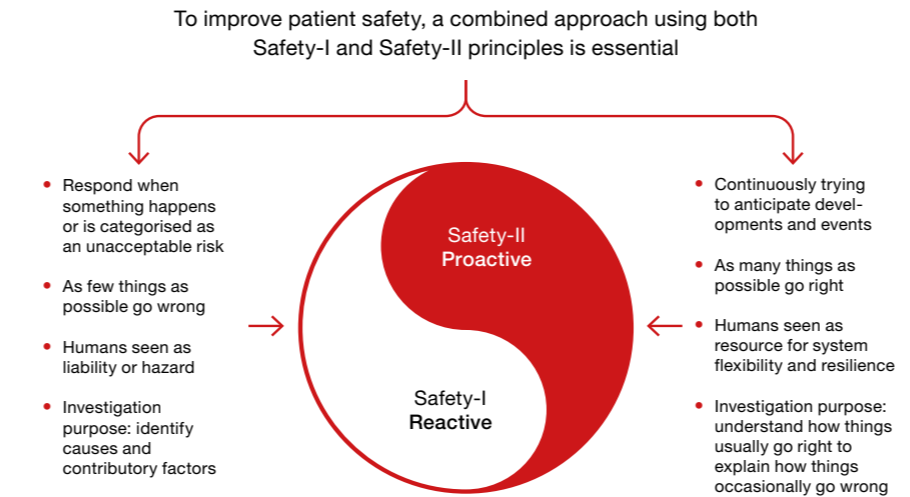 To improve patient safety, a combined approach using both
Safety-I and Safety-II principles is essential
• Respond when
something happens
or is categorised as
an unacceptable risk
• As few things as
possible go wrong
• Humans seen as
liability or hazard
• Investigation
purpose: identify
causes and
contributory factors
Safety-II
Proactive
Safety-I
Reactive
• Continuously trying
to anticipate devel-
opments and events
• As many things as
possible go right
• Humans seen as
resource for system
flexibility and resilience
• Investigation purpose:
understand how things
usually go right to
explain how things
occasionally go wrong